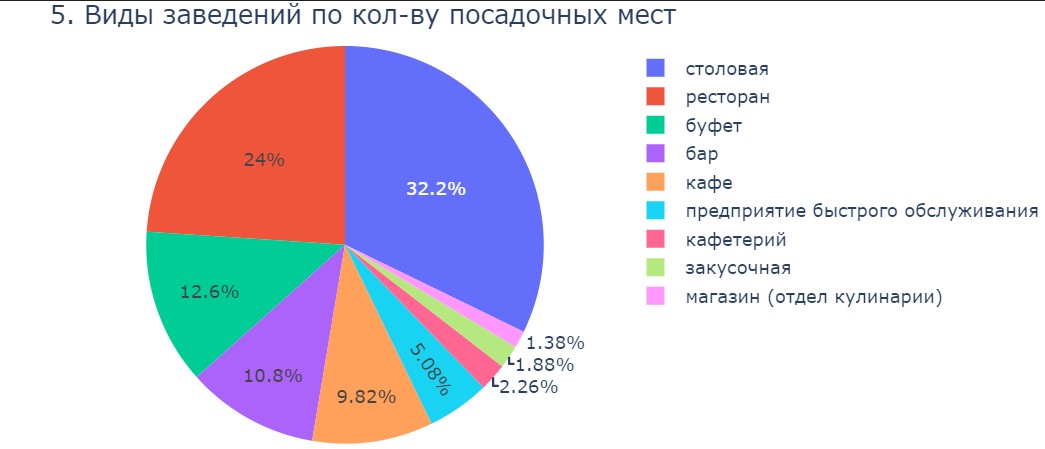 5. Виды заведений по кол-ву посадочных мест
столовая
ресторан
буфет
бар
кафе
предприятие быстрого обслуживания
кафетерий
закусочная
магазин (отдел кулинарии)
24%
32.2%
12.6%
10.8%
9.82%
5.08%
1.38%
1.88%
2.26%